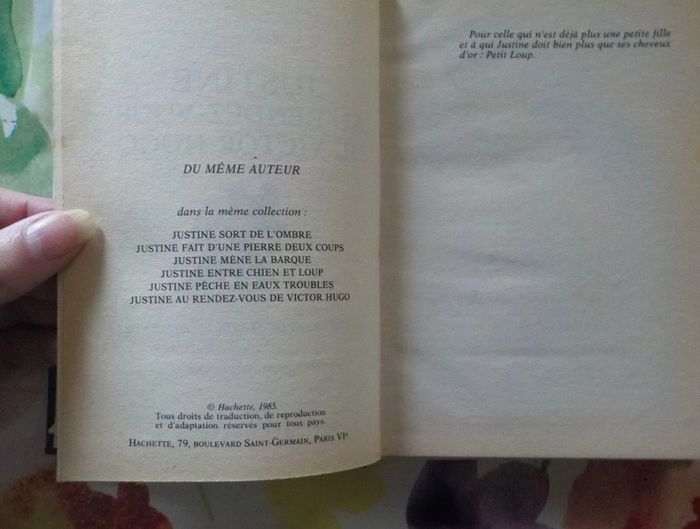 DU MÊME AUTEUR
dans la même collection :
JUSTINE SORT DE L'OMBRE
JUSTINE FAIT D'UNE PIERRE DEUX COUPS
JUSTINE MÈNE LA BARQUE
JUSTINE ENTRE CHIEN ET LOUP
JUSTINE PÊCHE EN EAUX TROUBLES
JUSTINE AU RENDEZ-VOUS DE VICTOR HUGO
© Hachette, 1985.
Tous droits de traduction, de reproduction
et d'adaptation réservés pour tous pays.
HACHETTE, 79, BOULEVARD SAINT-GERMAIN, PARIS VIe
Pour celle qui n'est déjà plus une petite fille
et à qui Justine doit bien plus que ses cheveux
d'or : Petit Loup.